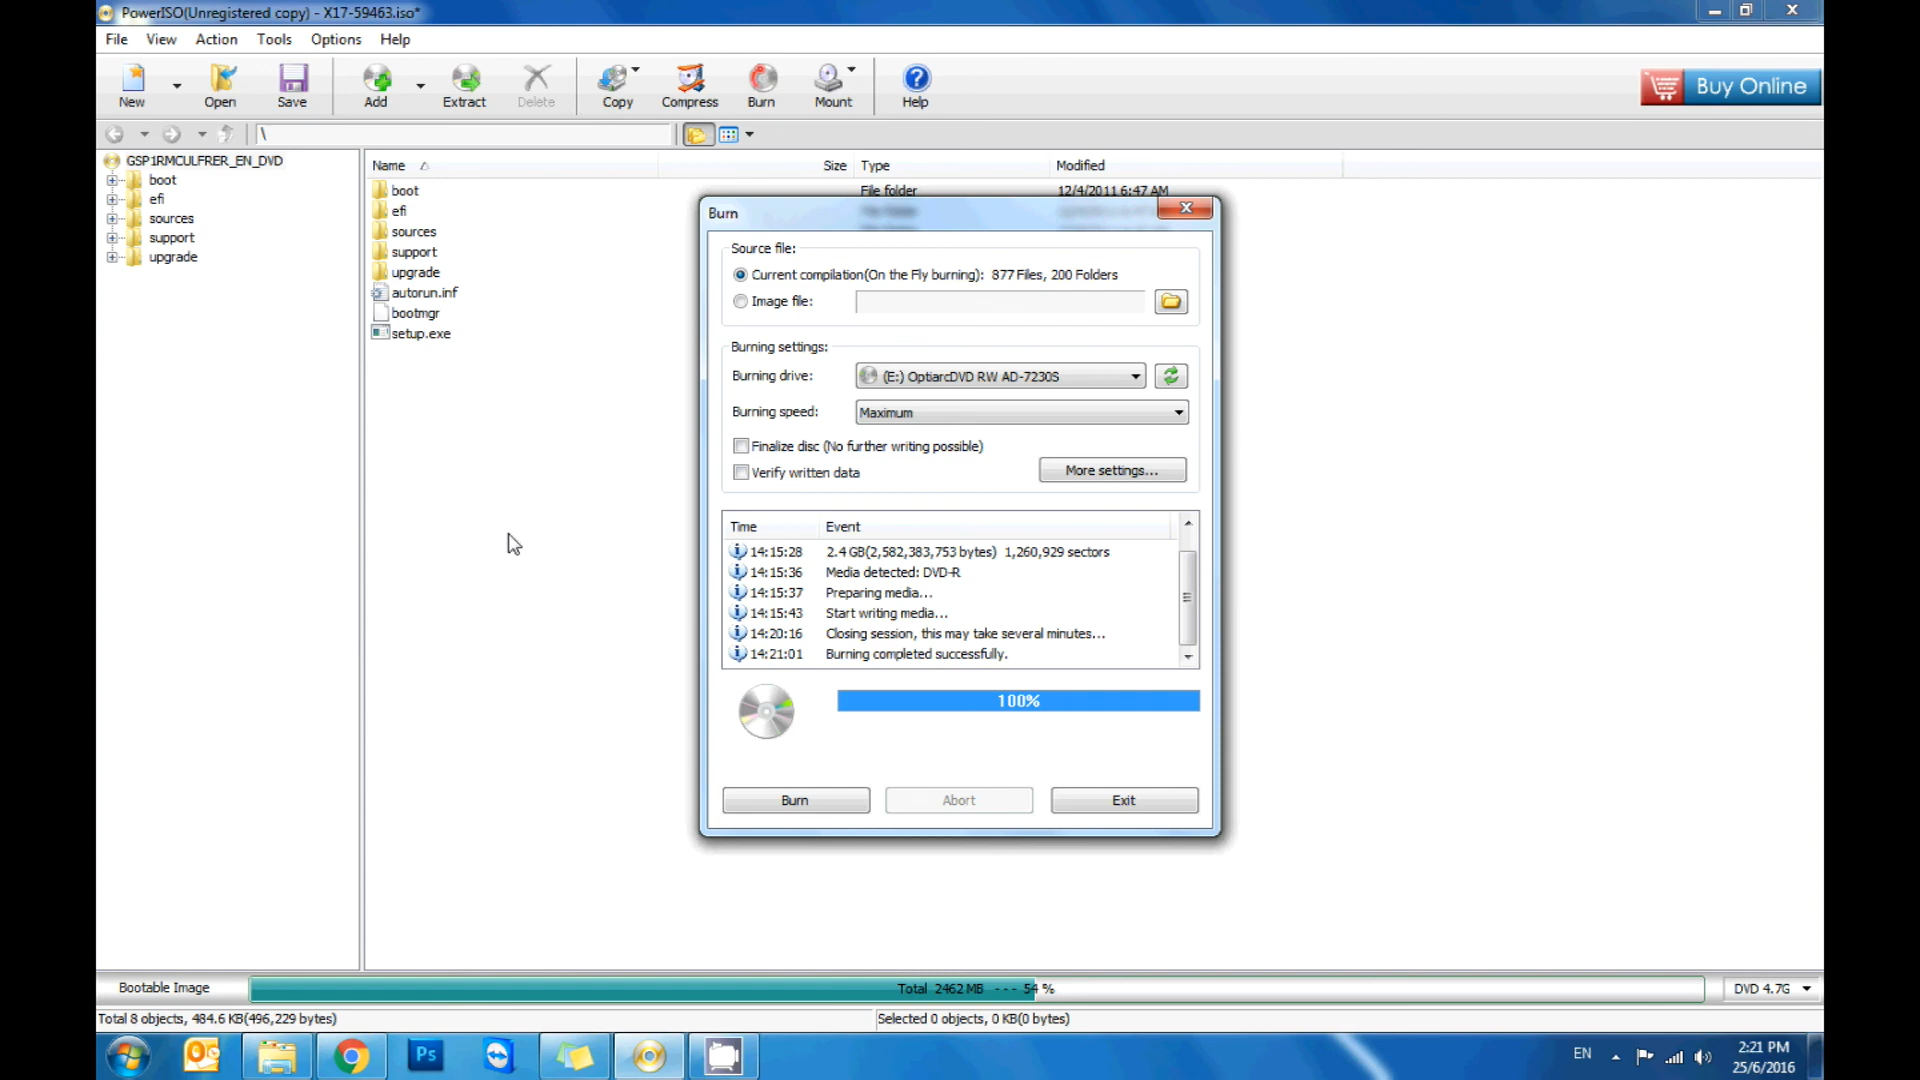 PowerISO(Unregistered copy) - X17-59463.iso*
File View Action Tools Options Help
New Open Save Add Extract Delete Copy Compress Burn Mount Help
Buy Online
\
GSP1RMCULFRER_EN_DVD
boot
efi
sources
support
upgrade
Name Size Type Modified
boot File folder 12/4/2011 6:47 AM
efi
sources
support
upgrade
autorun.inf
bootmgr
setup.exe
Burn
Source file:
Current compilation(On the Fly burning): 877 Files, 200 Folders
Image file:
Burning settings:
Burning drive: (E:) OptiarcDVD RW AD-7230S
Burning speed: Maximum
Finalize disc (No further writing possible)
Verify written data
More settings...
Time Event
14:15:28 2.4 GB(2,582,383,753 bytes) 1,260,929 sectors
14:15:36 Media detected: DVD-R
14:15:37 Preparing media...
14:15:43 Start writing media...
14:20:16 Closing session, this may take several minutes...
14:21:01 Burning completed successfully.
100%
Burn Abort Exit
Bootable Image Total 2462 MB --- 54 % DVD 4.7G
Total 8 objects, 484.6 KB(496,229 bytes) Selected 0 objects, 0 KB(0 bytes)
Ps
EN
2:21 PM
25/6/2016